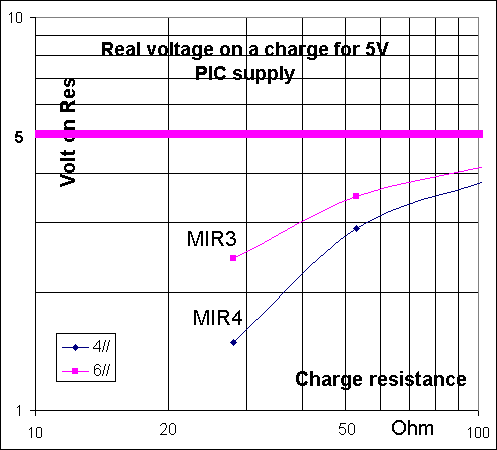 10
Real voltage on a charge for 5V
PIC supply
Volt on Res
5
MIR3
MIR4
4//
6//
Charge resistance
1
10
20
50
Ohm
100